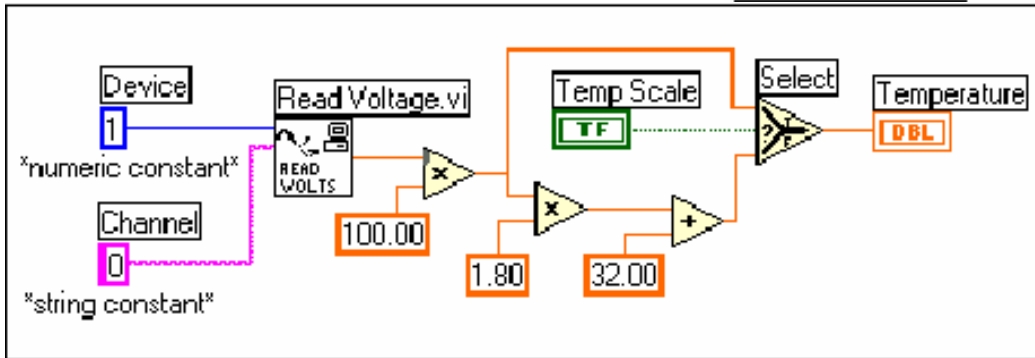 Device
1
*numeric constant*
Channel
0
*string constant*
Read Voltage.vi
READ
VOLTS
×
100.00
1.80
x
32.00
+
Temp Scale
TF
Select
?
T
F
Temperature
DBL